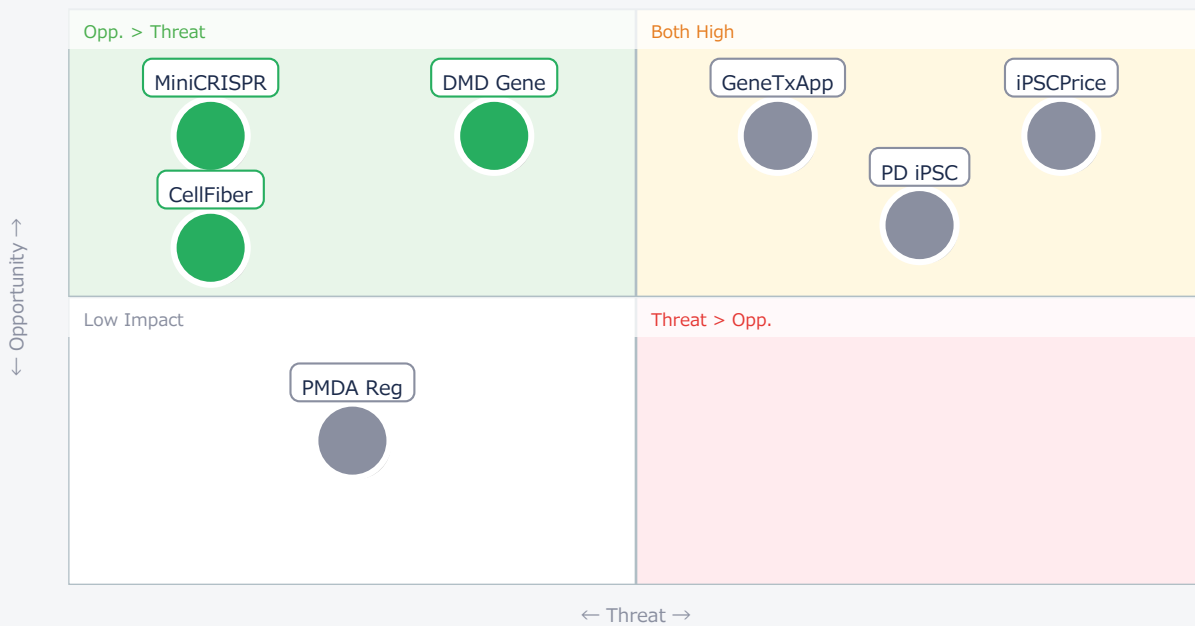 Opp. > Threat
Both High
MiniCRISPR
DMD Gene
GeneTxApp
iPSCPrice
PD iPSC
CellFiber
← Opportunity →
Low Impact
Threat > Opp.
PMDA Reg
← Threat →